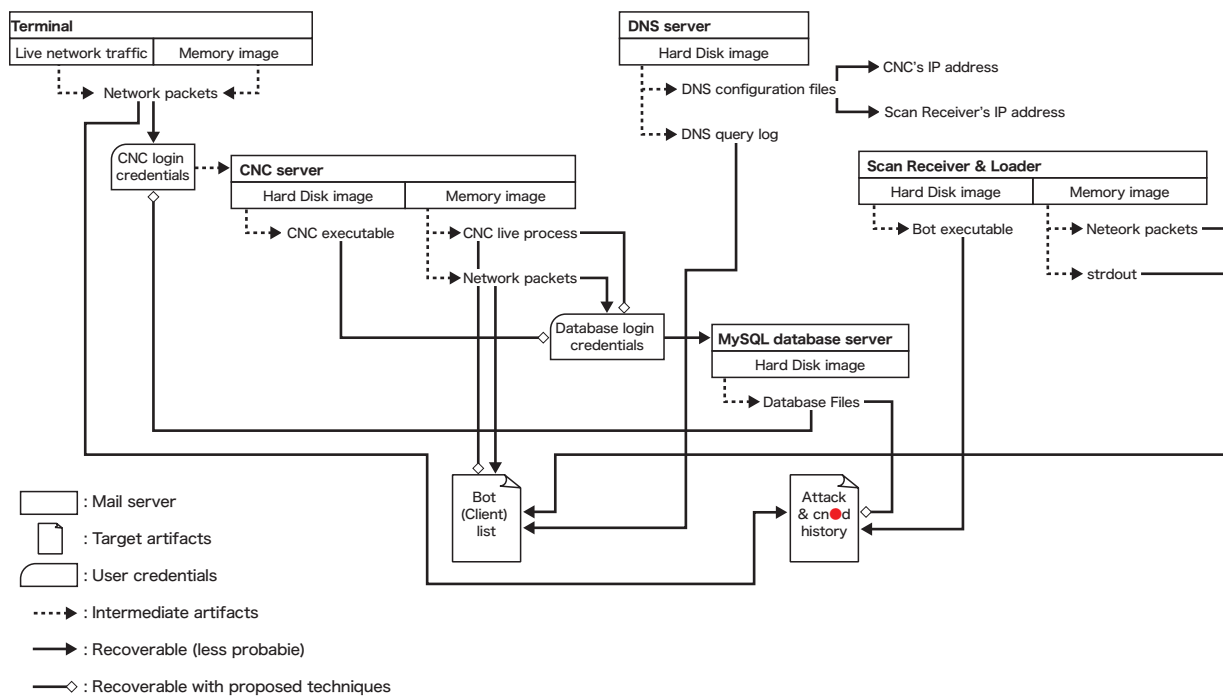 Terminal
Live network traffic
Memory image
Network packets
CNC login
credentials
CNC server
Hard Disk image
Memory image
CNC executable
CNC live process
Network packets
Database login
credentials
DNS server
Hard Disk image
DNS configuration files
DNS query log
CNC's IP address
Scan Receiver's IP address
Scan Receiver & Loader
Hard Disk image
Memory image
Bot executable
Neteork packets
strdout
MySQL database server
Hard Disk image
Database Files
Bot
(Client)
list
Attack
&
history
: Mail server
: Target artifacts
: User credentials
: Intermediate artifacts
: Recoverable (less probabie)
: Recoverable with proposed techniques